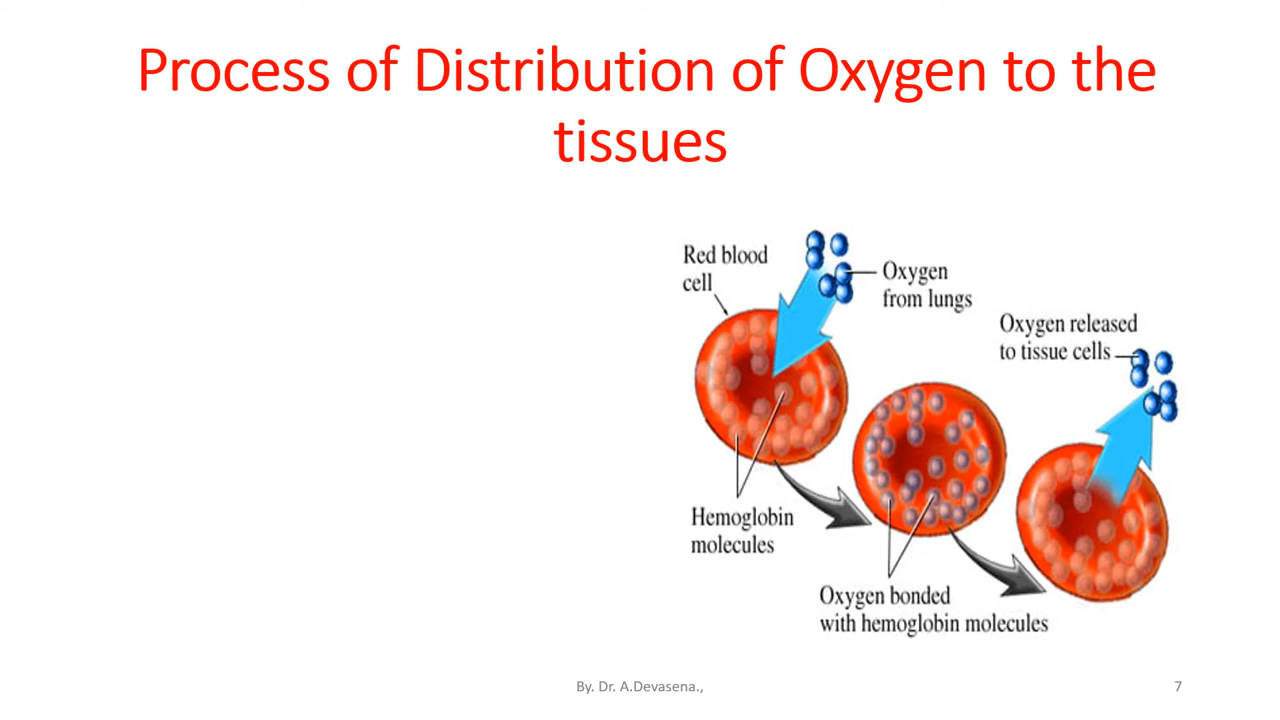 Process of Distribution of Oxygen to the
tissues
Red blood
cell
Oxygen
from lungs
Oxygen released
to tissue cells
Hemoglobin
molecules
Oxygen bonded
with hemoglobin molecules
By. Dr. A.Devasena.,
7